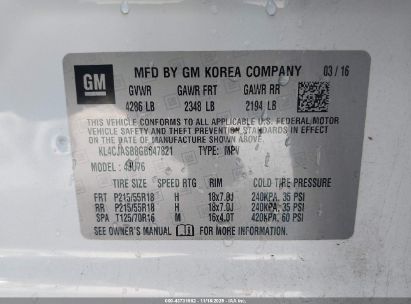 GM
MFD BY GM KOREA COMPANY 03/16
GVWR GAWR FRT GAWR RR
4286 LB 2348 LB 2194 LB
THIS VEHICLE CONFORMS TO ALL APPLICABLE U.S. FEDERAL MOTOR
VEHICLE SAFETY AND THEFT PREVENTION STANDARDS IN EFFECT ON THE
DATE OF MANUFACTURE SHOWN ABOVE.
TYPE: MPV
MODEL: 4JU76
TIRE SIZE SPEED RTG RIM COLD TIRE PRESSURE
FRT P215/55R18 H 18x7.0J 240KPA, 35 PSI
RR P215/55R18 H 18x7.0J 240KPA, 35 PSI
SPA T125/70R16 M 16x4.0T 420KPA, 60 PSI
SEE OWNER'S MANUAL FOR MORE INFORMATION.